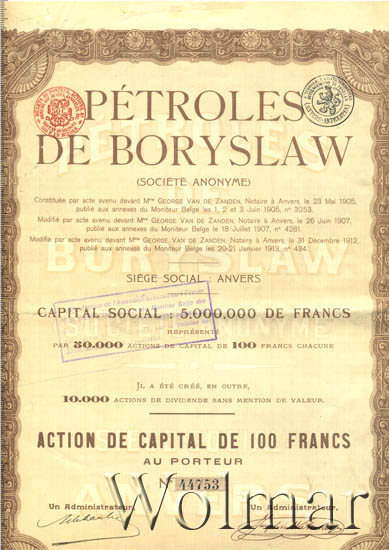 PÉTROLES
DE BORYSLAW
(SOCIÉTÉ ANONYME)
Constituée par acte avenu devant Mtre GEORGE VAN DE ZANDEN, Notaire à Anvers, le 23 Mai 1905,
publié aux annexes du Moniteur Belge les 1, 2 et 3 Juin 1905, n° 3253.
Modifié par acte avenu devant Mtre GEORGE VAN DE ZANDEN, Notaire à Anvers, le 26 Juin 1907,
publié aux annexes du Moniteur Belge le 18 Juillet 1907, n° 4281.
Modifié par acte avenu devant Mtre GEORGE VAN DE ZANDEN, Notaire à Anvers, le 31 Décembre 1912,
publié aux annexes du Moniteur Belge les 20-21 Janvier 1913, n° 434.
SIÈGE SOCIAL : ANVERS
CAPITAL SOCIAL : 5,000,000 DE FRANCS
REPRÉSENTÉ
PAR 50.000 ACTIONS DE CAPITAL DE 100 FRANCS CHACUNE
IL A ÉTÉ CRÉÉ, EN OUTRE,
10.000 ACTIONS DE DIVIDENDE SANS MENTION DE VALEUR.
ACTION DE CAPITAL DE 100 FRANCS
AU PORTEUR
N° 44753
Un Administrateur,
Un Administrateur,
Wolmar